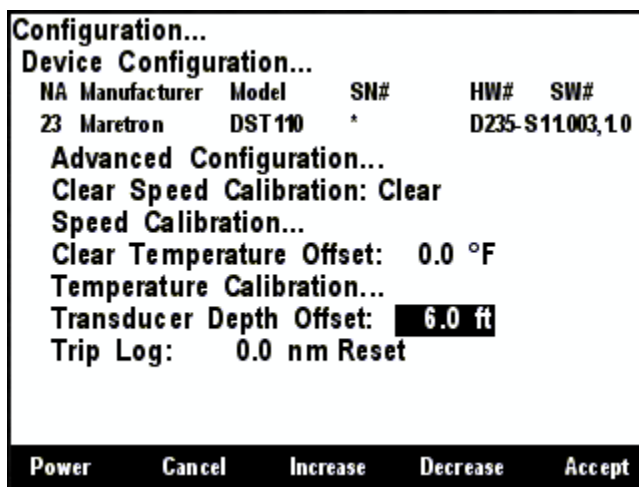 Configuration...
Device Configuration...
NA Manufacturer Model SN# HW# SW#
23 Maretron DST110 * D235-S11.003,1.0
Advanced Configuration...
Clear Speed Calibration: Clear
Speed Calibration...
Clear Temperature Offset: 0.0 °F
Temperature Calibration...
Transducer Depth Offset: 6.0 ft
Trip Log: 0.0 nm Reset
Power Cancel Increase Decrease Accept